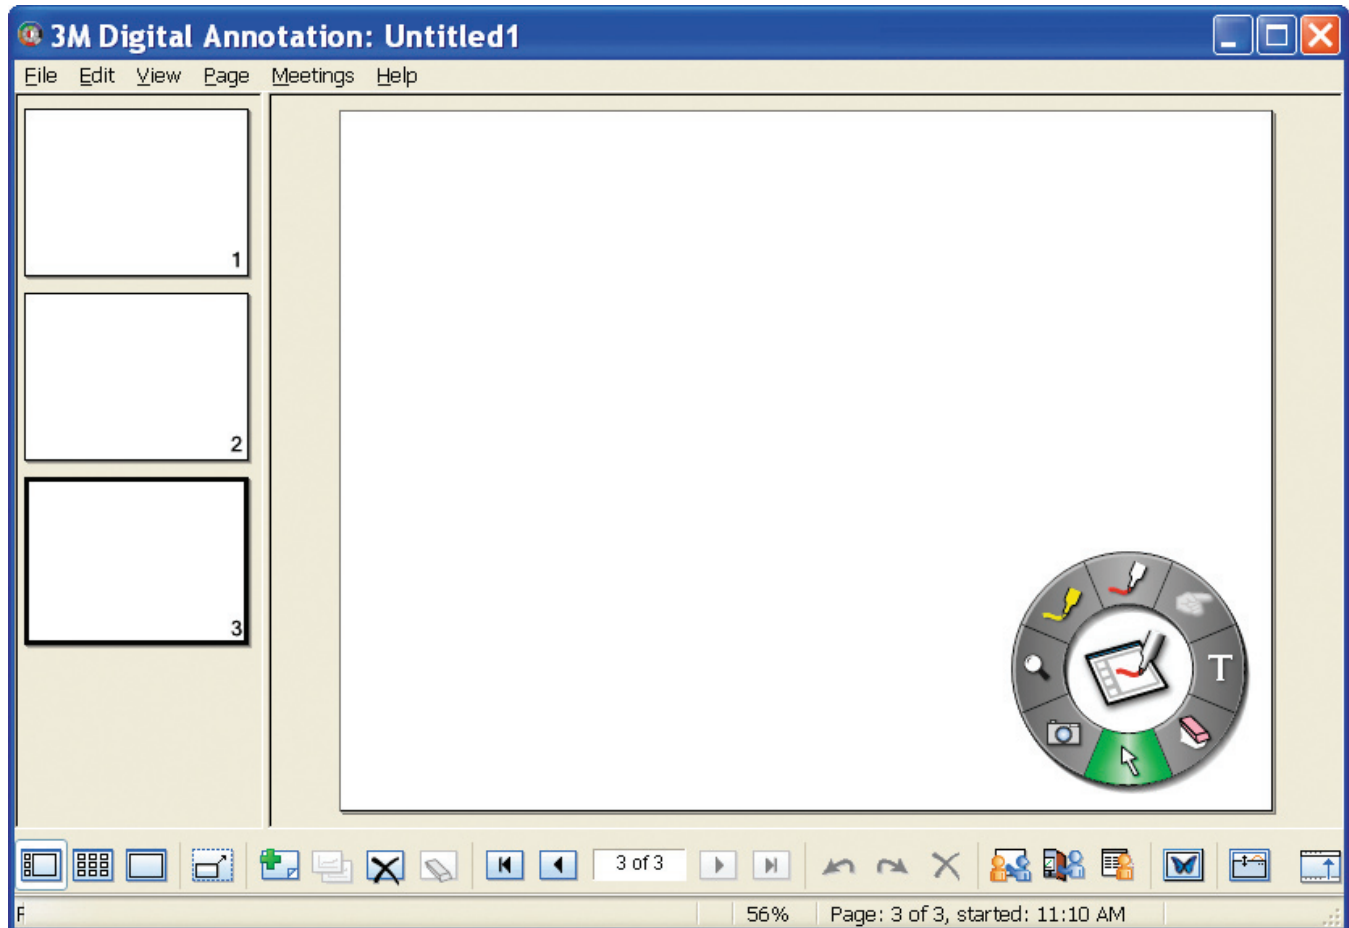 3M Digital Annotation: Untitled1
File Edit View Page Meetings Help
1
2
3
T
3 of 3
F 56% Page: 3 of 3, started: 11:10 AM